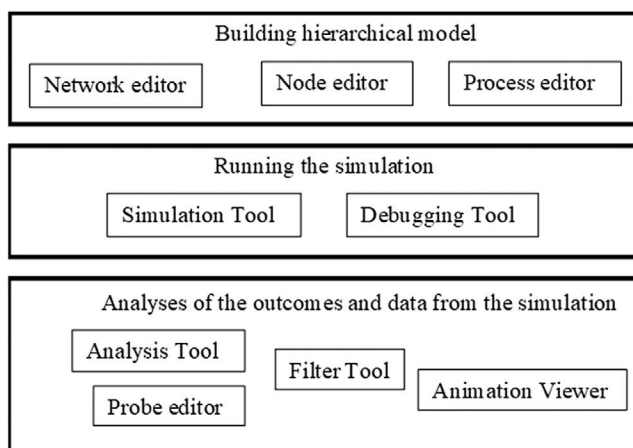 Building hierarchical model
Network editor
Node editor
Process editor
Running the simulation
Simulation Tool
Debugging Tool
Analyses of the outcomes and data from the simulation
Analysis Tool
Filter Tool
Animation Viewer
Probe editor